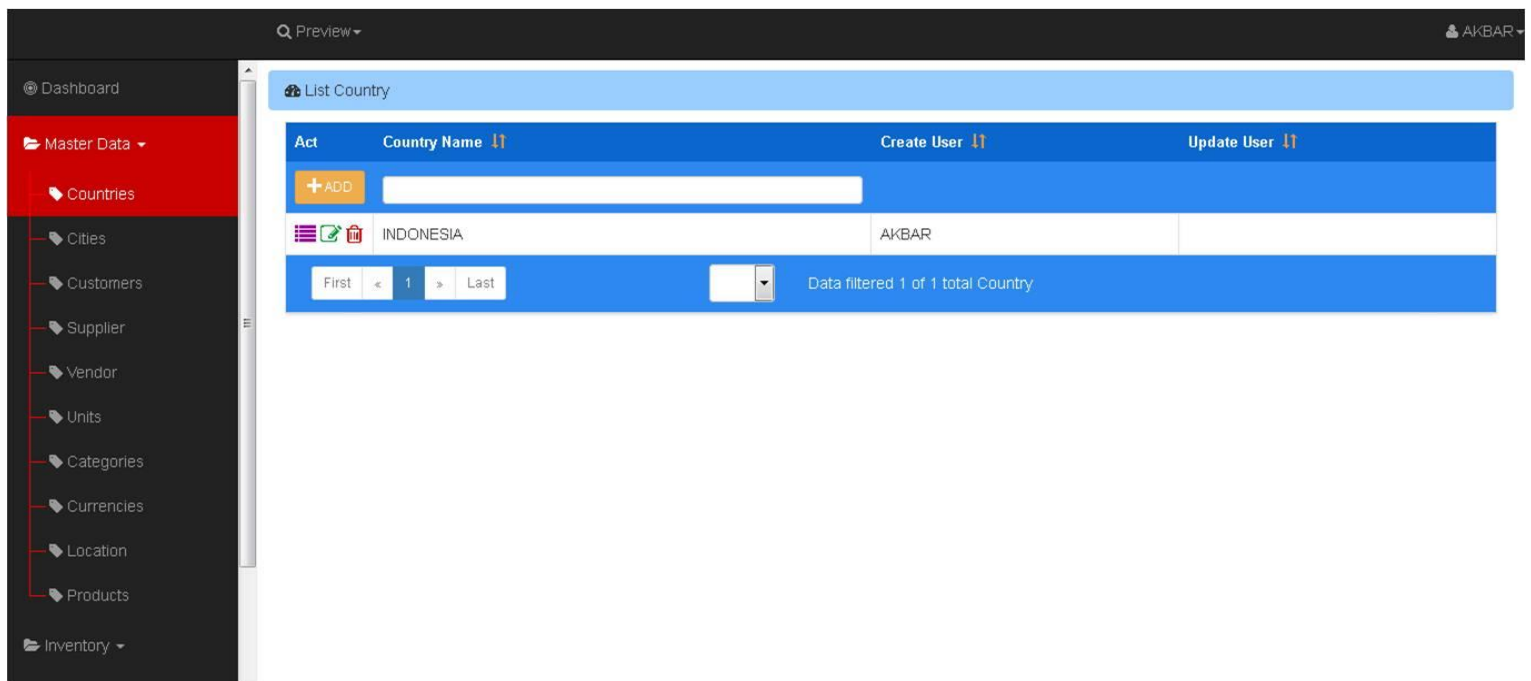 Preview
AKBAR
Dashboard
Master Data
Countries
Cities
Customers
Supplier
Vendor
Units
Categories
Currencies
Location
Products
Inventory
List Country
Act Country Name Create User Update User
ADD
INDONESIA AKBAR
First « 1 » Last Data filtered 1 of 1 total Country